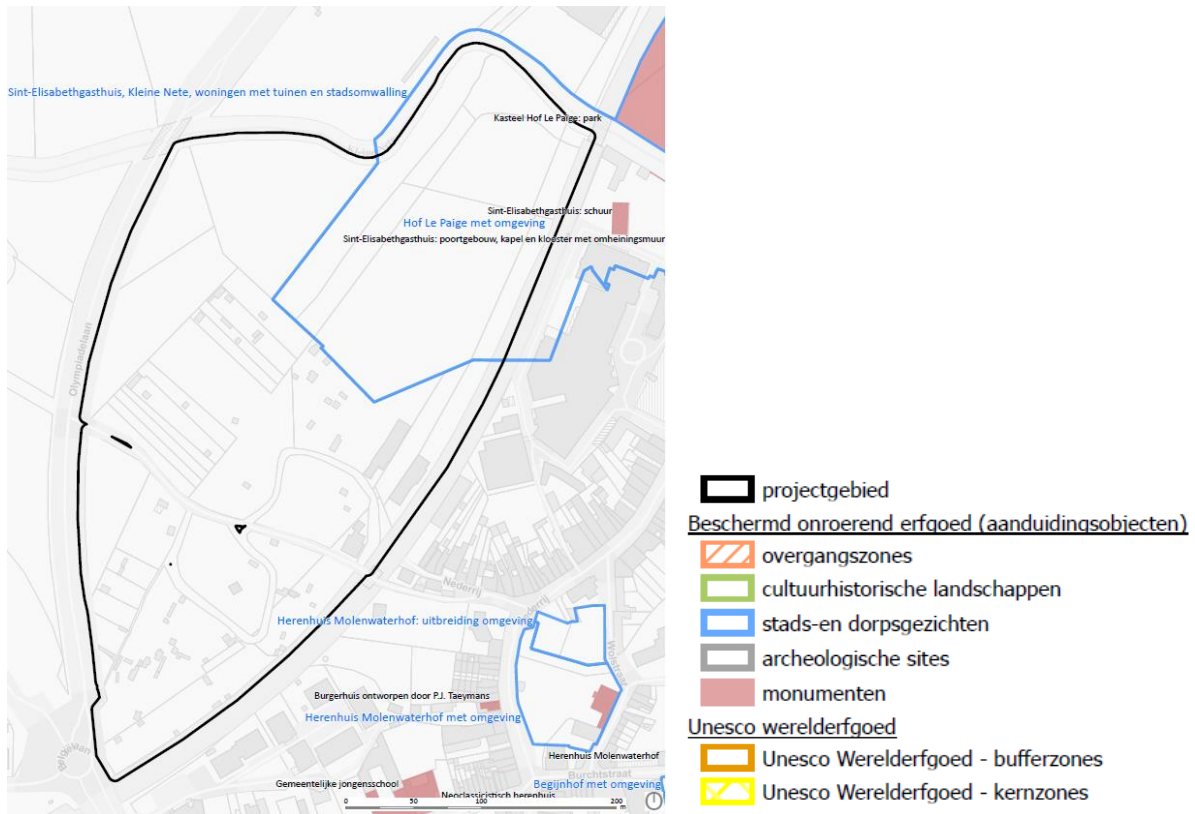 Sint-Elisabethgasthuis, Kleine Nete, woningen met tuinen en stadsomwalling
Kasteel Hof Le Paige: park
Sint-Elisabethgasthuis: schuur
Hof Le Paige met omgeving
Sint-Elisabethgasthuis: poortgebouw, kapel en klooster met omheiningsmuur
Olympiadelaan
Nederrij
Nederrij
Herenhuis Molenwaterhof: uitbreiding omgeving
Wolstraat
Burgerhuis ontworpen door P.J. Taeymans
Herenhuis Molenwaterhof met omgeving
Belgiëlaan
Herenhuis Molenwaterhof
Burchtstraat
Gemeentelijke jongensschool
Begijnhof met omgeving
Neoclassicistisch herenhuis
0 50 100 200
m
projectgebied
Beschermd onroerend erfgoed (aanduidingsobjecten)
overgangszones
cultuurhistorische landschappen
stads-en dorpsgezichten
archeologische sites
monumenten
Unesco werelderfgoed
Unesco Werelderfgoed - bufferzones
Unesco Werelderfgoed - kernzones